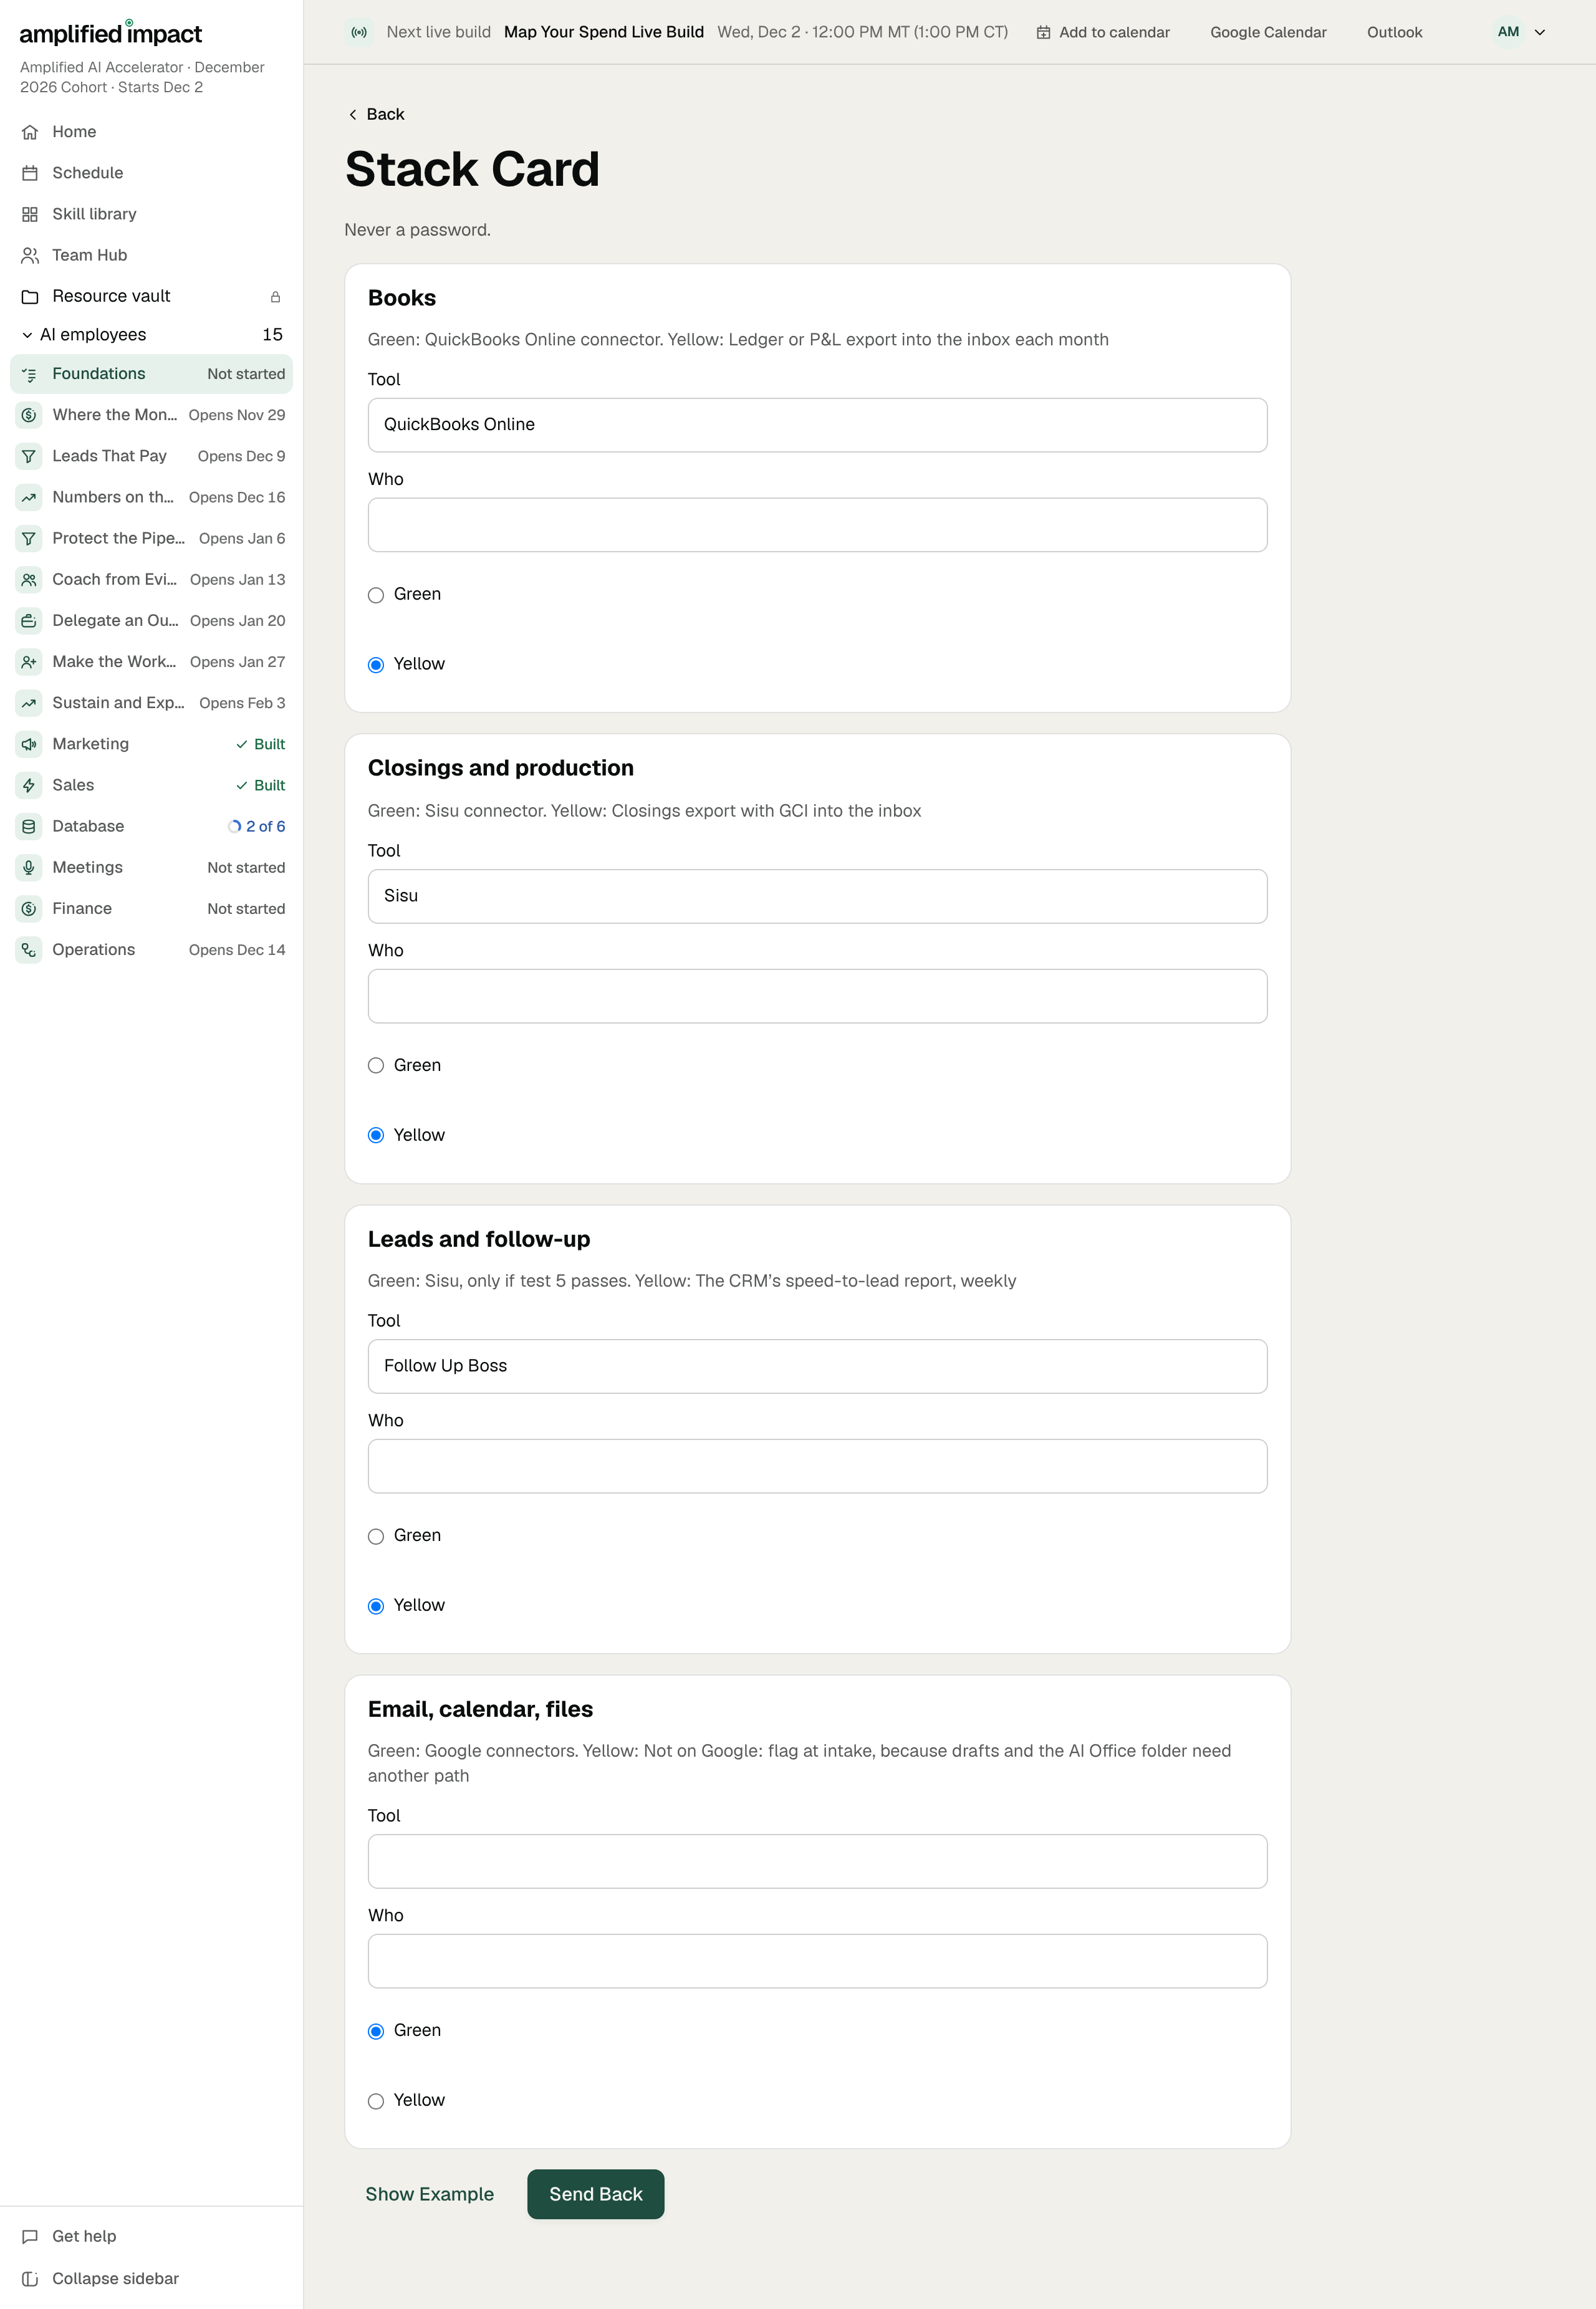 amplified impact
Amplified AI Accelerator · December
2026 Cohort · Starts Dec 2
Home
Schedule
Skill library
Team Hub
Resource vault
AI employees 15
Foundations Not started
Where the Mon... Opens Nov 29
Leads That Pay Opens Dec 9
Numbers on th... Opens Dec 16
Protect the Pipe... Opens Jan 6
Coach from Evi... Opens Jan 13
Delegate an Ou... Opens Jan 20
Make the Work... Opens Jan 27
Sustain and Exp... Opens Feb 3
Marketing Built
Sales Built
Database 2 of 6
Meetings Not started
Finance Not started
Operations Opens Dec 14
Get help
Collapse sidebar
Next live build Map Your Spend Live Build Wed, Dec 2 · 12:00 PM MT (1:00 PM CT) Add to calendar Google Calendar Outlook AM
Back
Stack Card
Never a password.
Books
Green: QuickBooks Online connector. Yellow: Ledger or P&L export into the inbox each month
Tool
QuickBooks Online
Who
Green
Yellow
Closings and production
Green: Sisu connector. Yellow: Closings export with GCI into the inbox
Tool
Sisu
Who
Green
Yellow
Leads and follow-up
Green: Sisu, only if test 5 passes. Yellow: The CRM's speed-to-lead report, weekly
Tool
Follow Up Boss
Who
Green
Yellow
Email, calendar, files
Green: Google connectors. Yellow: Not on Google: flag at intake, because drafts and the AI Office folder need
another path
Tool
Who
Green
Yellow
Show Example
Send Back